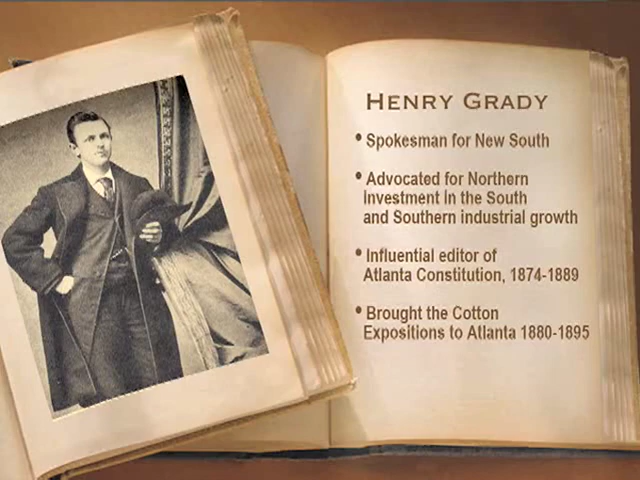 Henry Grady
• Spokesman for New South
• Advocated for Northern
Investment In the South
and Southern industrial growth
• Influential editor of
Atlanta Constitution, 1874-1889
• Brought the Cotton
Expositions to Atlanta 1880-1895